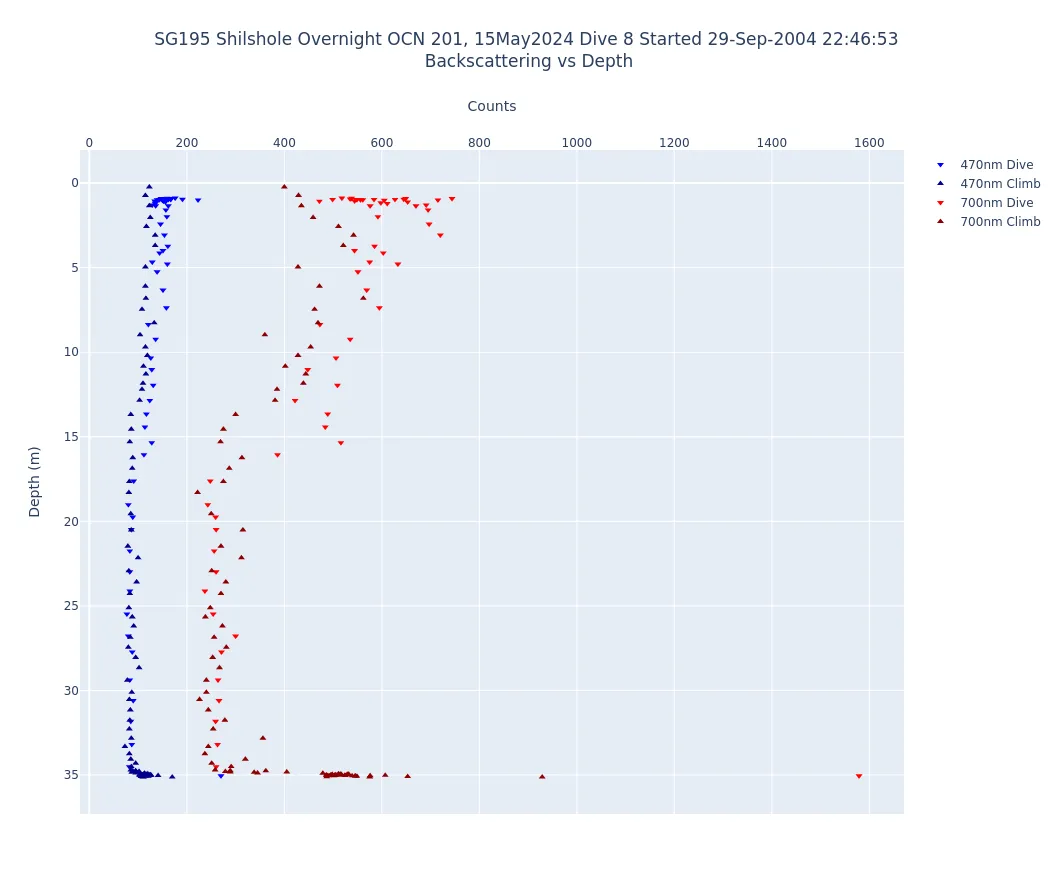 SG195 Shilshole Overnight OCN 201, 15May2024 Dive 8 Started 29-Sep-2004 22:46:53
Backscattering vs Depth
Counts
0 200 400 600 800 1000 1200 1400 1600
470nm Dive
470nm Climb
700nm Dive
700nm Climb
Depth (m)
0
5
10
15
20
25
30
35